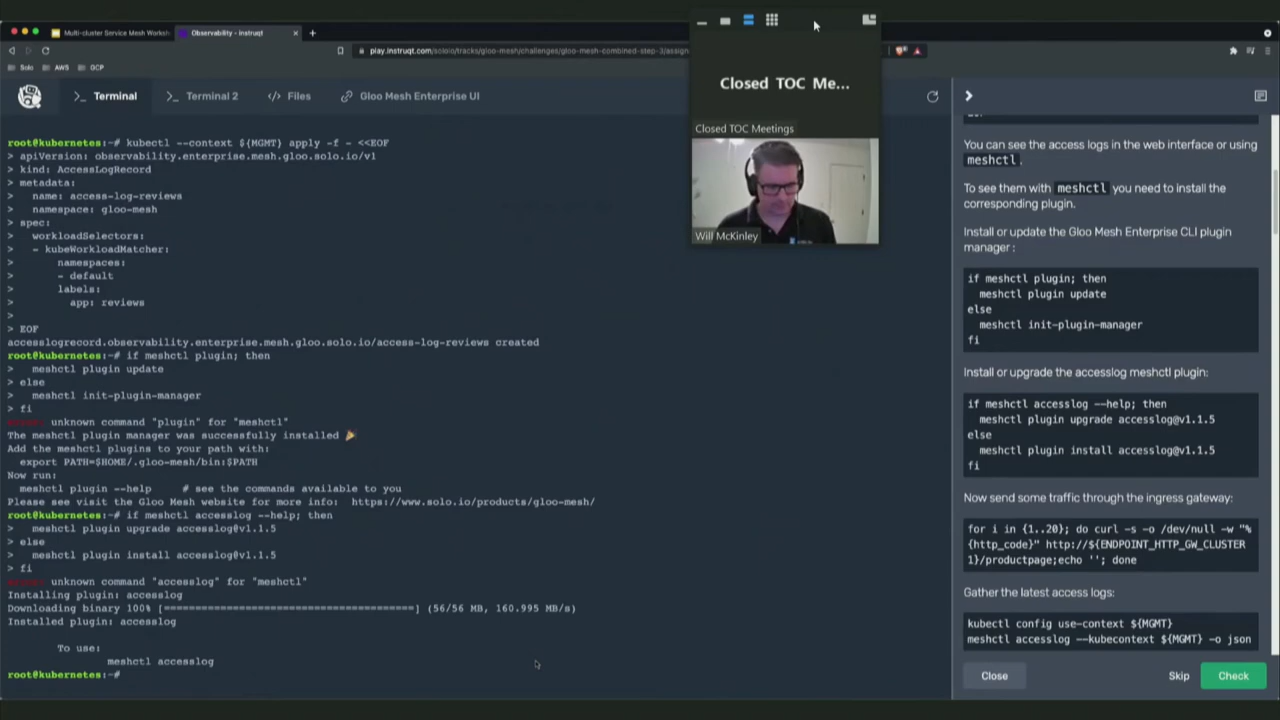 Multi-cluster Service Mesh Worksh
Observability - instruqt
Closed TOC Me...
Closed TOC Meetings
Will McKinley
play.instruqt.com/soloio/tracks/gloo-mesh/challenges/gloo-mesh-combined-step-3/assign
Solo
AWS
GCP
Terminal
Terminal 2
Files
Gloo Mesh Enterprise UI
root@kubernetes:~# kubectl --context ${MGMT} apply -f - <<EOF
> apiVersion: observability.enterprise.mesh.gloo.solo.io/v1
> kind: AccessLogRecord
> metadata:
>   name: access-log-reviews
>   namespace: gloo-mesh
> spec:
>   workloadSelectors:
>   - kubeWorkloadMatcher:
>       namespaces:
>       - default
>       labels:
>         app: reviews
>
> EOF
accesslogrecord.observability.enterprise.mesh.gloo.solo.io/access-log-reviews created
root@kubernetes:~# if meshctl plugin; then
>   meshctl plugin update
> else
>   meshctl init-plugin-manager
> fi
unknown command "plugin" for "meshctl"
The meshctl plugin manager was successfully installed 🎉
Add the meshctl plugins to your path with:
  export PATH=$HOME/.gloo-mesh/bin:$PATH
Now run:
  meshctl plugin --help     # see the commands available to you
Please see visit the Gloo Mesh website for more info:  https://www.solo.io/products/gloo-mesh/
root@kubernetes:~# if meshctl accesslog --help; then
>   meshctl plugin upgrade accesslog@v1.1.5
> else
>   meshctl plugin install accesslog@v1.1.5
> fi
unknown command "accesslog" for "meshctl"
Installing plugin: accesslog
Downloading binary 100% [========================================] (56/56 MB, 160.995 MB/s)
Installed plugin: accesslog
To use:
meshctl accesslog
root@kubernetes:~#
You can see the access logs in the web interface or using
meshctl.
To see them with meshctl you need to install the
corresponding plugin.
Install or update the Gloo Mesh Enterprise CLI plugin
manager :
if meshctl plugin; then
  meshctl plugin update
else
  meshctl init-plugin-manager
fi
Install or upgrade the accesslog meshctl plugin:
if meshctl accesslog --help; then
  meshctl plugin upgrade accesslog@v1.1.5
else
  meshctl plugin install accesslog@v1.1.5
fi
Now send some traffic through the ingress gateway:
for i in {1..20}; do curl -s -o /dev/null -w "%
{http_code}" http://${ENDPOINT_HTTP_GW_CLUSTER
1}/productpage;echo ''; done
Gather the latest access logs:
kubectl config use-context ${MGMT}
meshctl accesslog --kubecontext ${MGMT} -o json
Close
Skip
Check